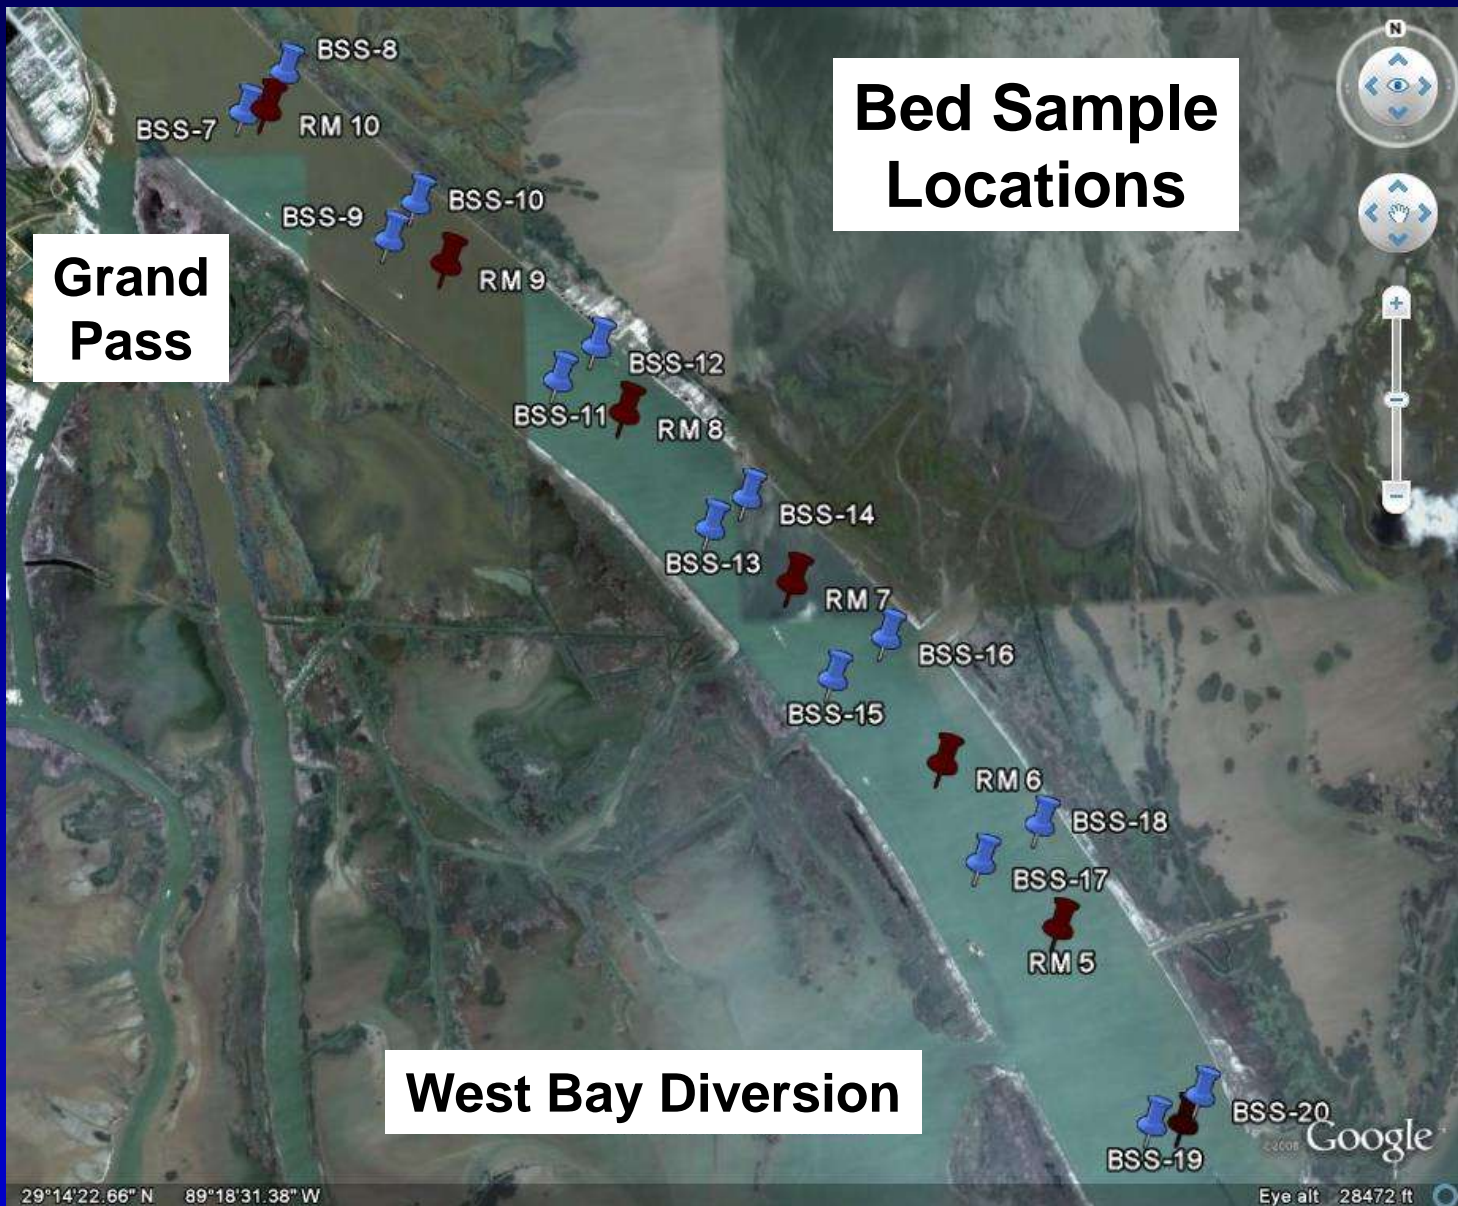 BSS-8
BSS-7
RM 10
Bed Sample
Locations
N
BSS-10
BSS-9
RM 9
Grand
Pass
BSS-12
BSS-11
RM 8
BSS-14
BSS-13
RM 7
BSS-16
BSS-15
RM 6
BSS-18
BSS-17
RM 5
West Bay Diversion
BSS-20
©2008 Google
BSS-19
29°14'22.66" N 89°18'31.38" W
Eye alt 28472 ft